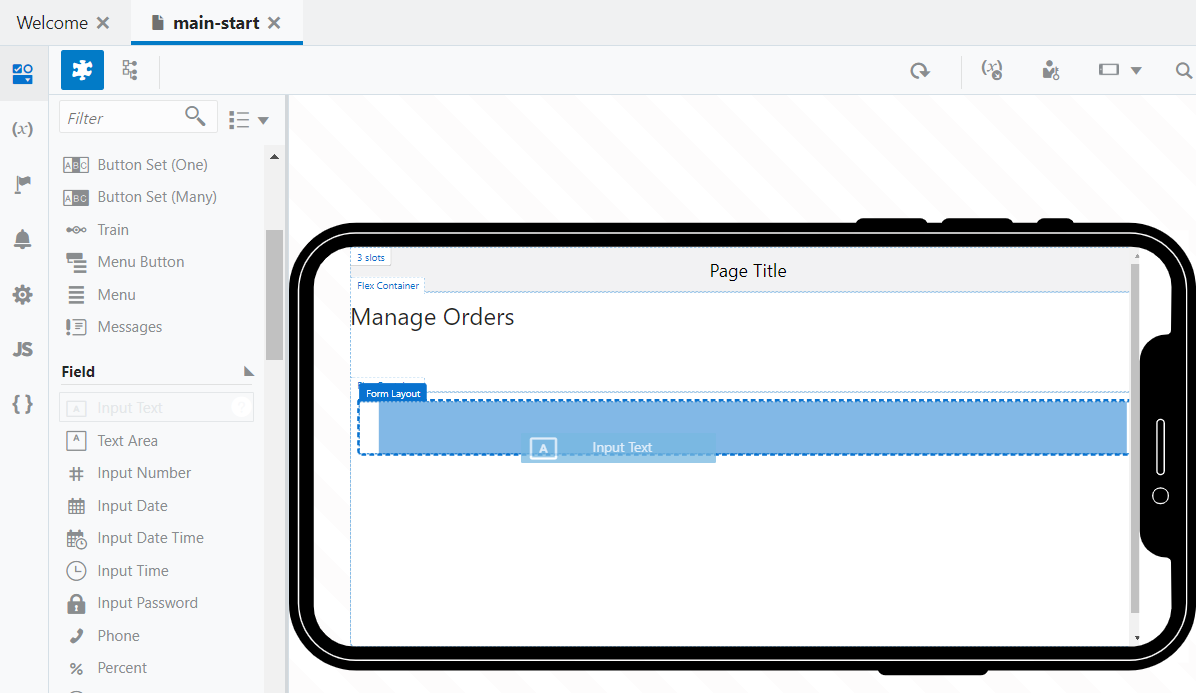 Welcome
main-start
(x)
(x)
Filter
JS
{ }
ABC Button Set (One)
ABC Button Set (Many)
Train
Menu Button
Menu
Messages
Field
A Input Text ?
A Text Area
# Input Number
Input Date
Input Date Time
Input Time
Input Password
Phone
% Percent
3 slots
Page Title
Flex Container
Manage Orders
Form Layout
A Input Text